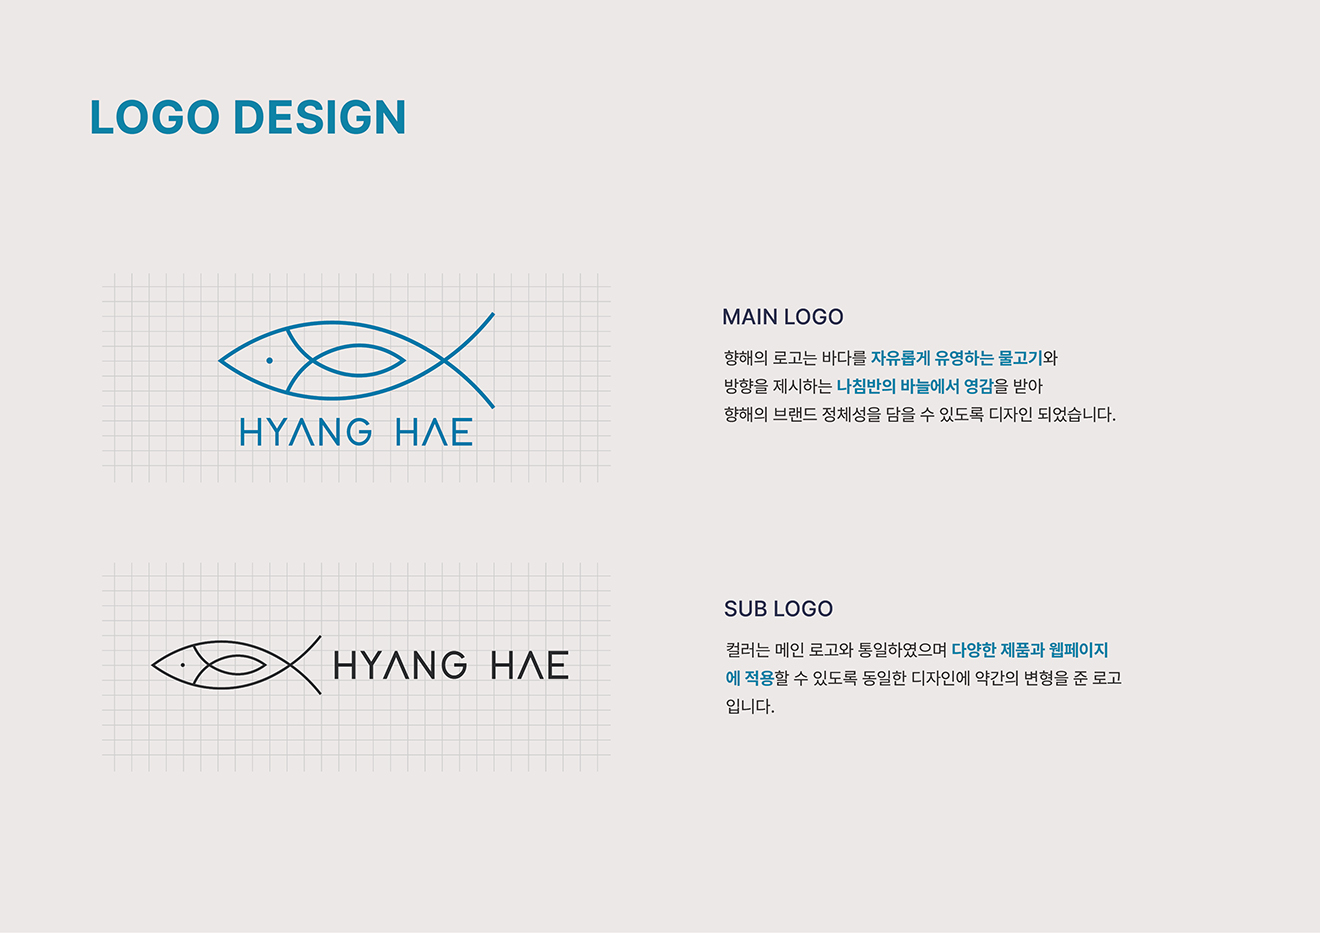 LOGO DESIGN
HYANG HAE
MAIN LOGO
향해의 로고는 바다를 자유롭게 유영하는 물고기와
방향을 제시하는 나침반의 바늘에서 영감을 받아
향해의 브랜드 정체성을 담을 수 있도록 디자인 되었습니다.
HYANG HAE
SUB LOGO
컬러는 메인 로고와 통일하였으며 다양한 제품과 웹페이지
에 적용할 수 있도록 동일한 디자인에 약간의 변형을 준 로고
입니다.